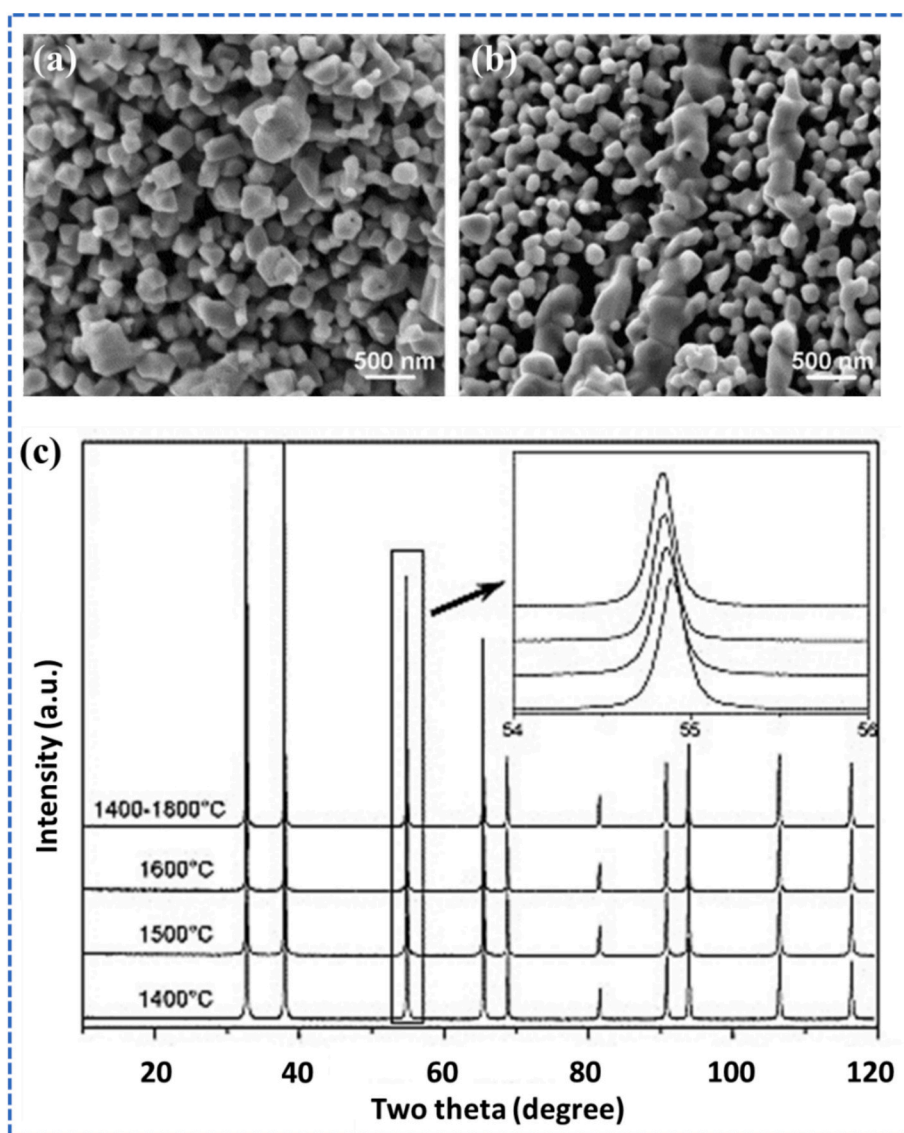 (a)
(b)
500 nm
500 nm
(c)
Intensity (a.u.)
1400-1800°C
1600°C
1500°C
1400°C
54
55
56
20
40
60
80
100
120
Two theta (degree)